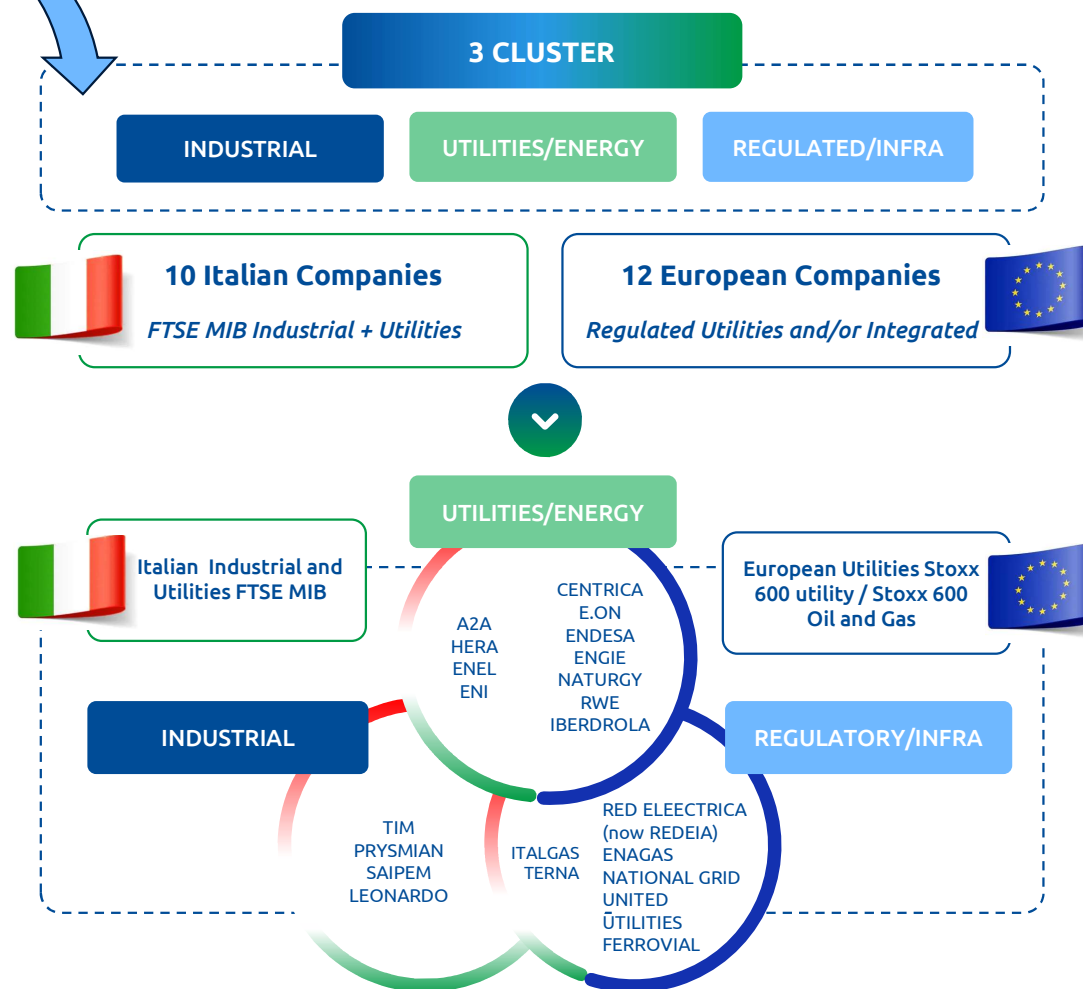 3 CLUSTER
INDUSTRIAL
UTILITIES/ENERGY
REGULATED/INFRA
10 Italian Companies
FTSE MIB Industrial + Utilities
12 European Companies
Regulated Utilities and/or Integrated
UTILITIES/ENERGY
Italian Industrial and
Utilities FTSE MIB
European Utilities Stoxx
600 utility / Stoxx 600
Oil and Gas
A2A
HERA
ENEL
ENI
CENTRICA
E.ON
ENDESA
ENGIE
NATURGY
RWE
IBERDROLA
INDUSTRIAL
REGULATORY/INFRA
TIM
PRYSMIAN
SAIPEM
LEONARDO
ITALGAS
TERNA
RED ELEECTRICA
(now REDEIA)
ENAGAS
NATIONAL GRID
UNITED
ŪTILITIES
FERROVIAL